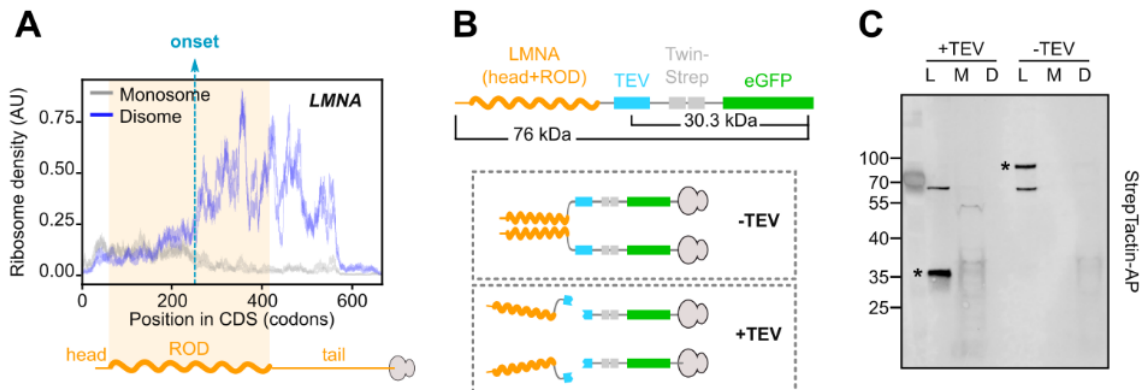 A
onset
Monosome
Disome
LMNA
Ribosome density (AU)
0.75
0.50
0.25
0.00
0
200
400
600
Position in CDS (codons)
head
ROD
tail
B
LMNA
(head+ROD)
TEV
Twin-
Strep
eGFP
30.3 kDa
76 kDa
-TEV
+TEV
C
+TEV
-TEV
L M D L M D
100
70
55
40
35
25
*
*
StrepTactin-AP